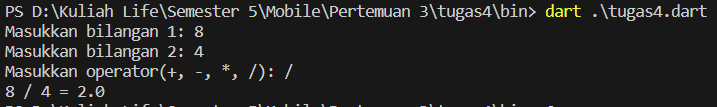 PS D:\Kuliah Life\Semester 5\Mobile\Pertemuan 3\tugas4\bin> dart .\tugas4.dart
Masukkan bilangan 1: 8
Masukkan bilangan 2: 4
Masukkan operator(+, -, *, /): /
8 / 4 = 2.0